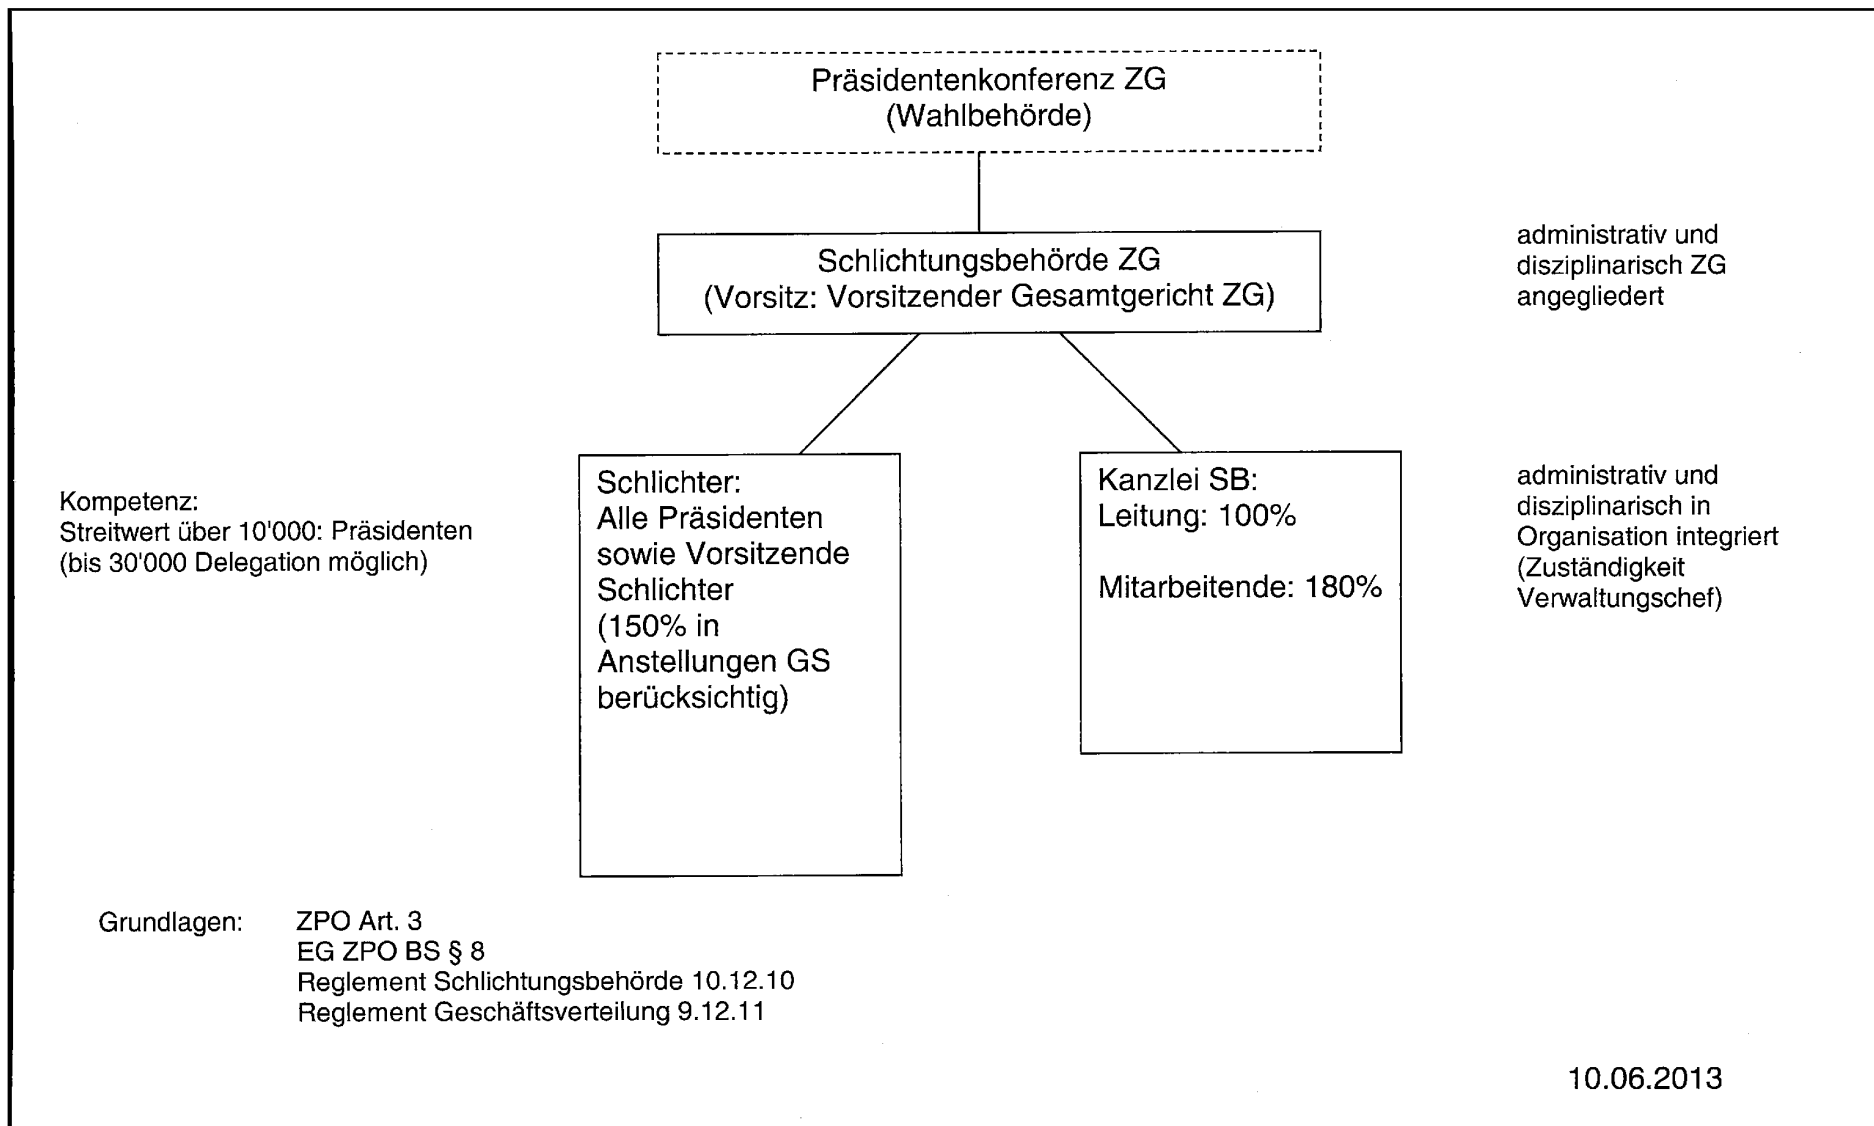 Präsidentenkonferenz ZG
(Wahlbehörde)
Schlichtungsbehörde ZG
(Vorsitz: Vorsitzender Gesamtgericht ZG)
administrativ und
disziplinarisch ZG
angegliedert
Kompetenz:
Streitwert über 10'000: Präsidenten
(bis 30'000 Delegation möglich)
Schlichter:
Alle Präsidenten
sowie Vorsitzende
Schlichter
(150% in
Anstellungen GS
berücksichtig)
Kanzlei SB:
Leitung: 100%
Mitarbeitende: 180%
administrativ und
disziplinarisch in
Organisation integriert
(Zuständigkeit
Verwaltungschef)
Grundlagen: ZPO Art. 3
EG ZPO BS § 8
Reglement Schlichtungsbehörde 10.12.10
Reglement Geschäftsverteilung 9.12.11
10.06.2013